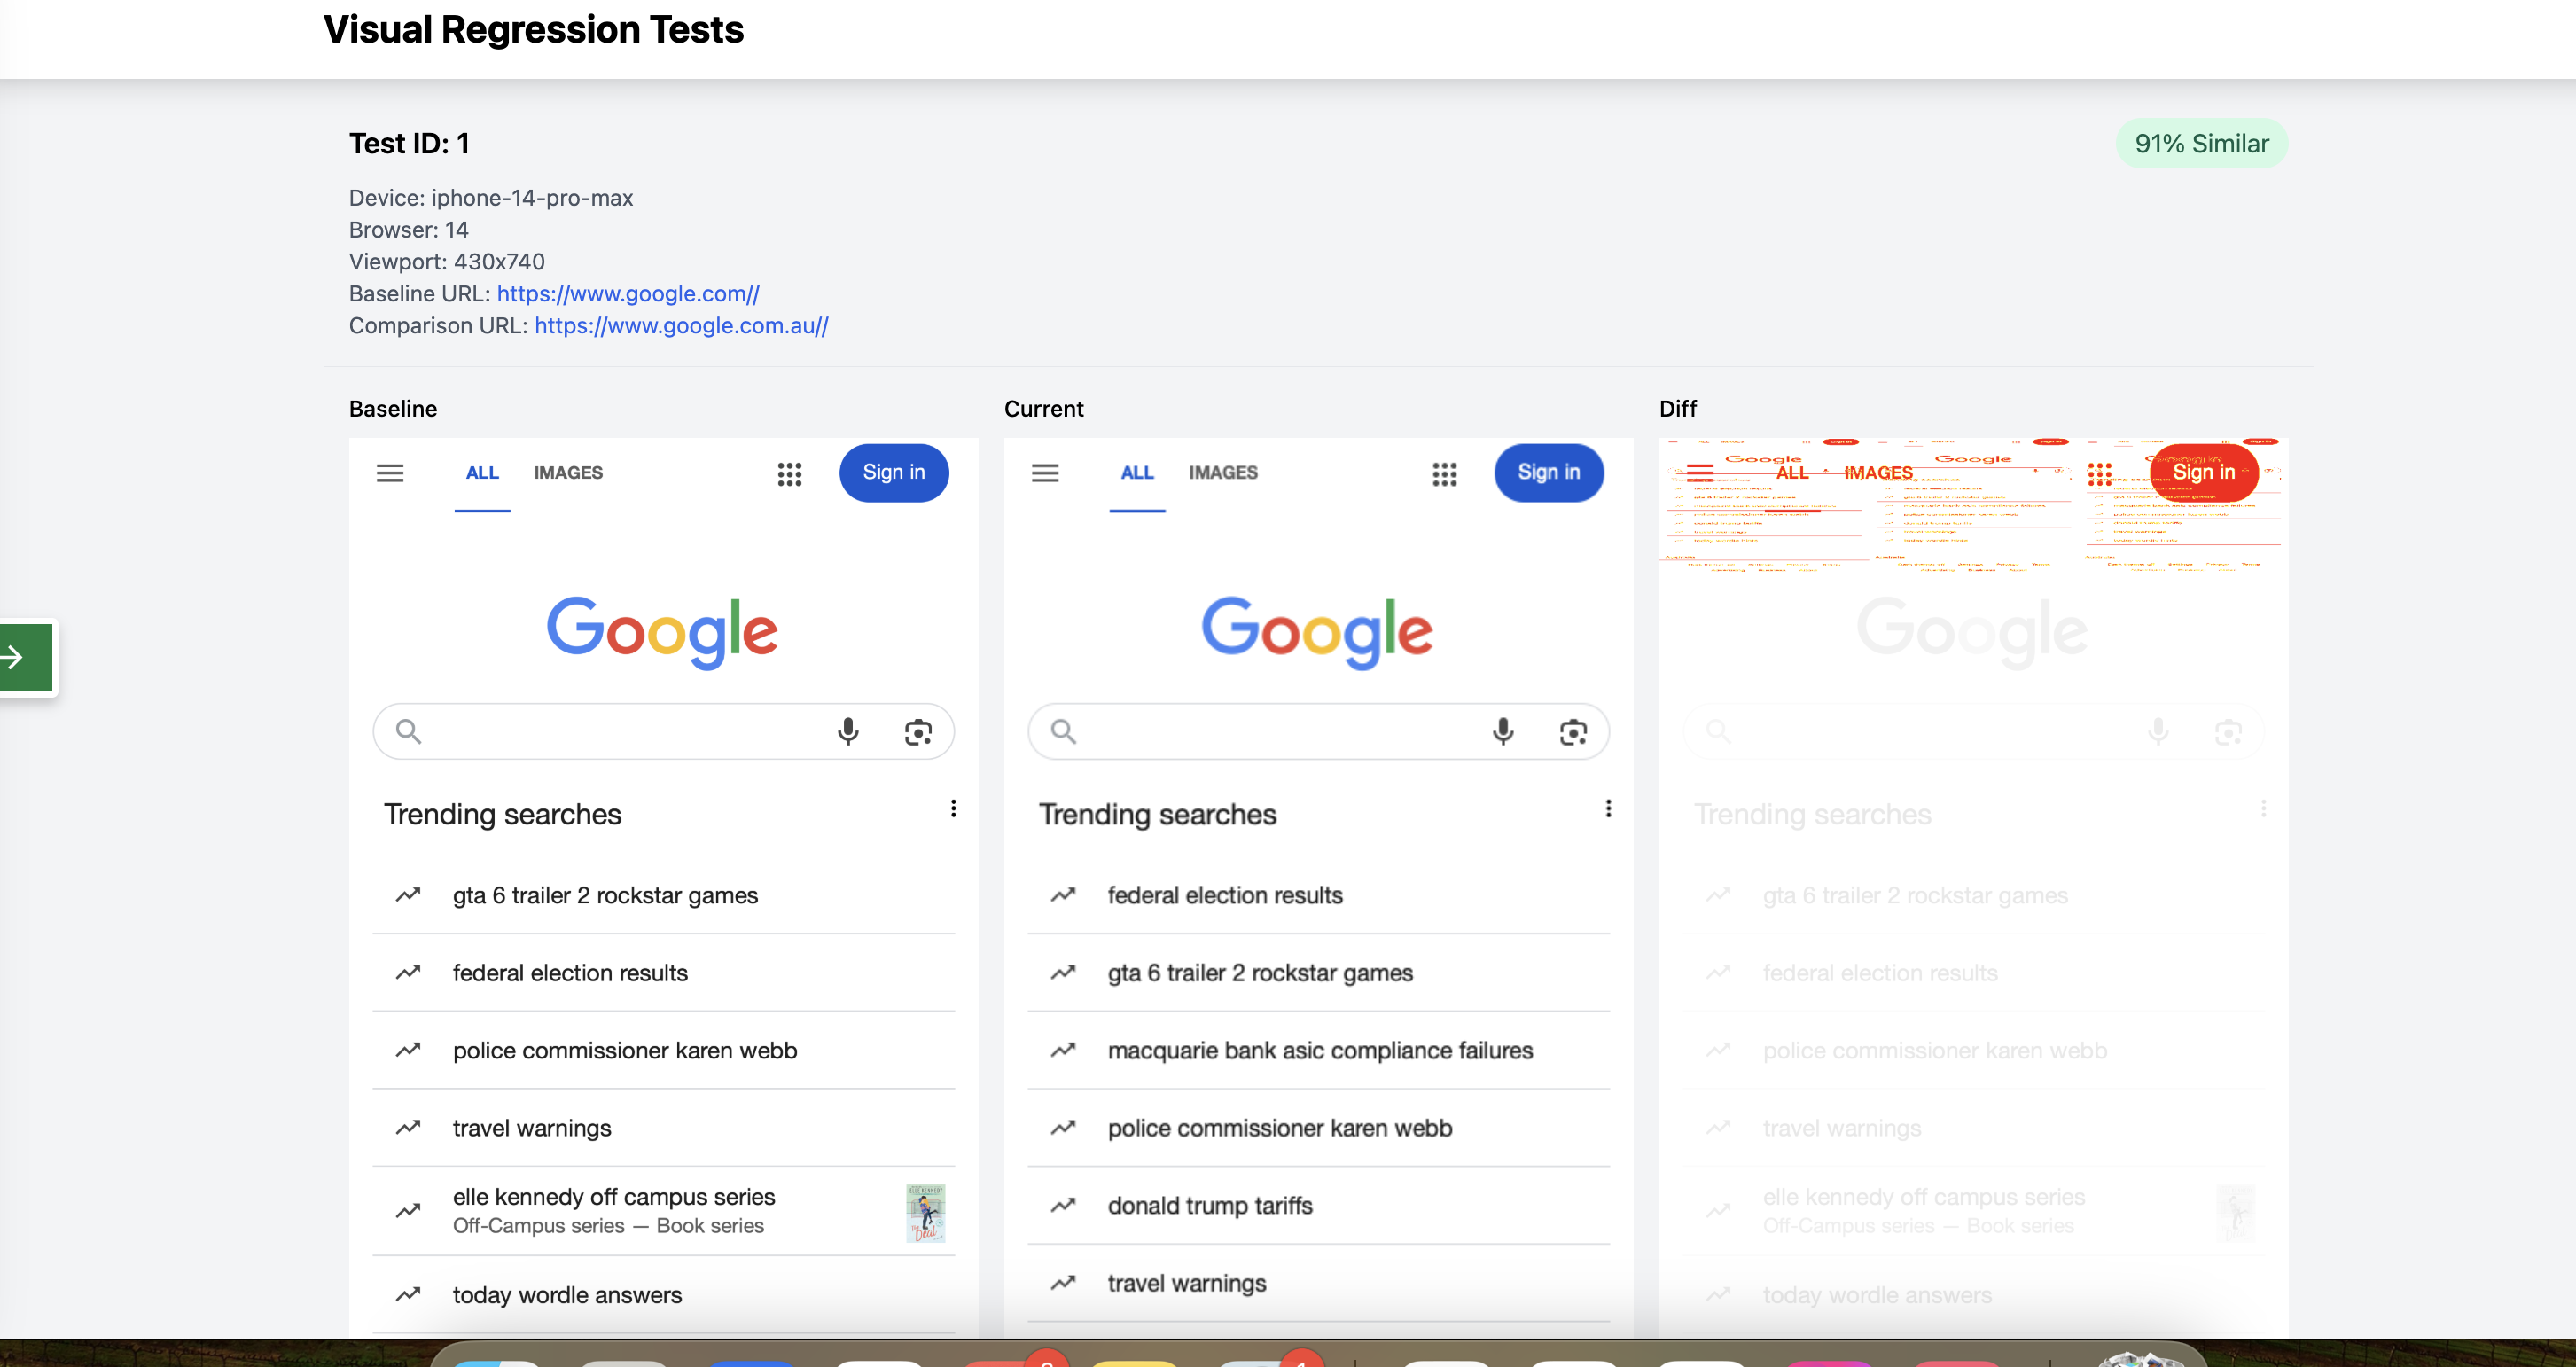 Visual Regression Tests
Test ID: 1
91% Similar
Device: iphone-14-pro-max
Browser: 14
Viewport: 430x740
Baseline URL: https://www.google.com//
Comparison URL: https://www.google.com.au//
Baseline
ALL IMAGES Sign in
Google
Trending searches
gta 6 trailer 2 rockstar games
federal election results
police commissioner karen webb
travel warnings
elle kennedy off campus series
Off-Campus series — Book series
today wordle answers
Current
ALL IMAGES Sign in
Google
Trending searches
federal election results
gta 6 trailer 2 rockstar games
macquarie bank asic compliance failures
police commissioner karen webb
donald trump tariffs
travel warnings
Diff
Google Google
ALL IMAGES Sign in
Google
Trending searches
gta 6 trailer 2 rockstar games
federal election results
police commissioner karen webb
travel warnings
elle kennedy off campus series
Off-Campus series — Book series
today wordle answers